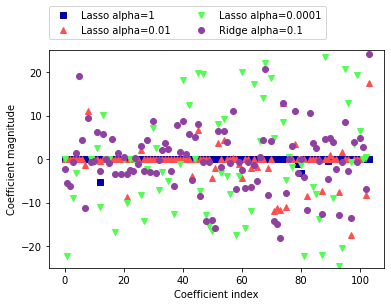 Lasso alpha=1
Lasso alpha=0.01
Lasso alpha=0.0001
Ridge alpha=0.1
Coefficient magnitude
20
10
0
−10
−20
0
20
40
60
80
100
Coefficient index